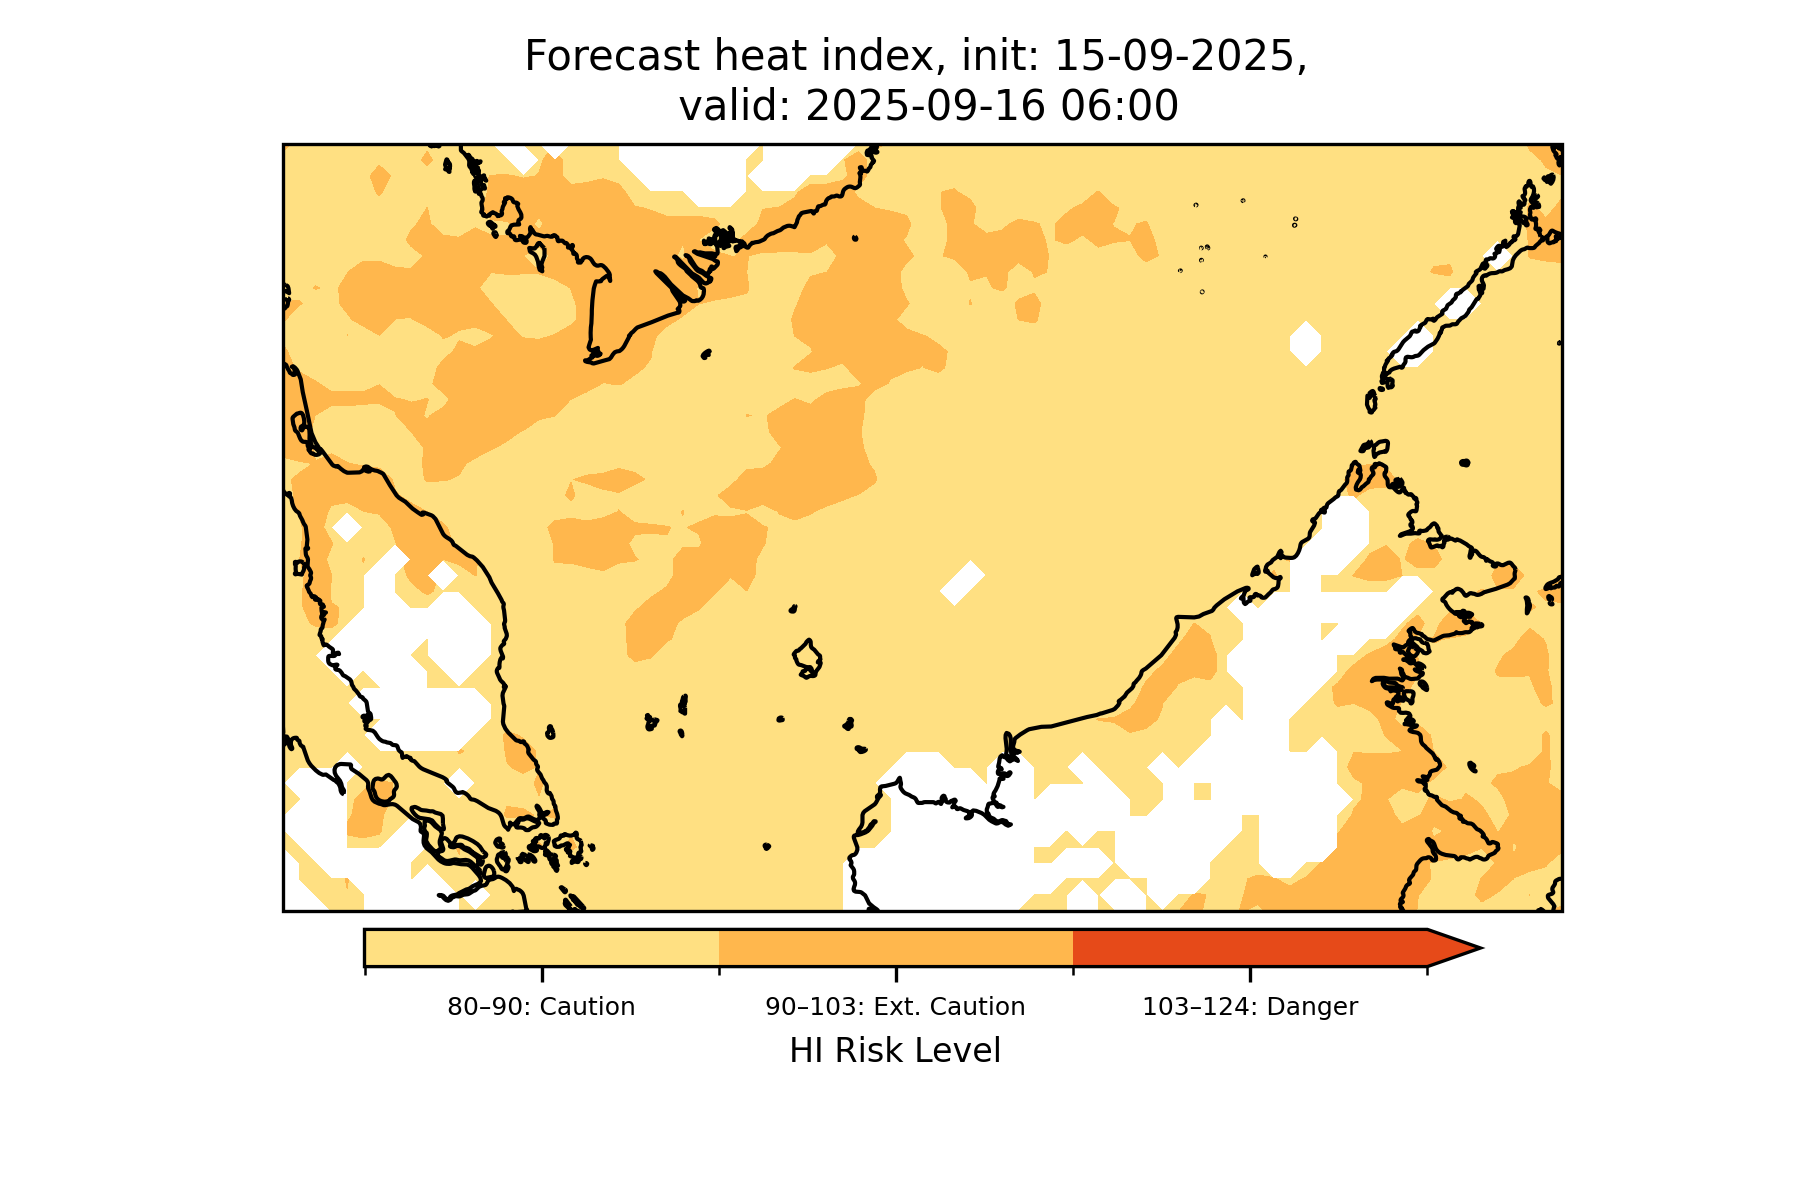 Forecast heat index, init: 15-09-2025,
valid: 2025-09-16 06:00
80–90: Caution
90–103: Ext. Caution
103–124: Danger
HI Risk Level